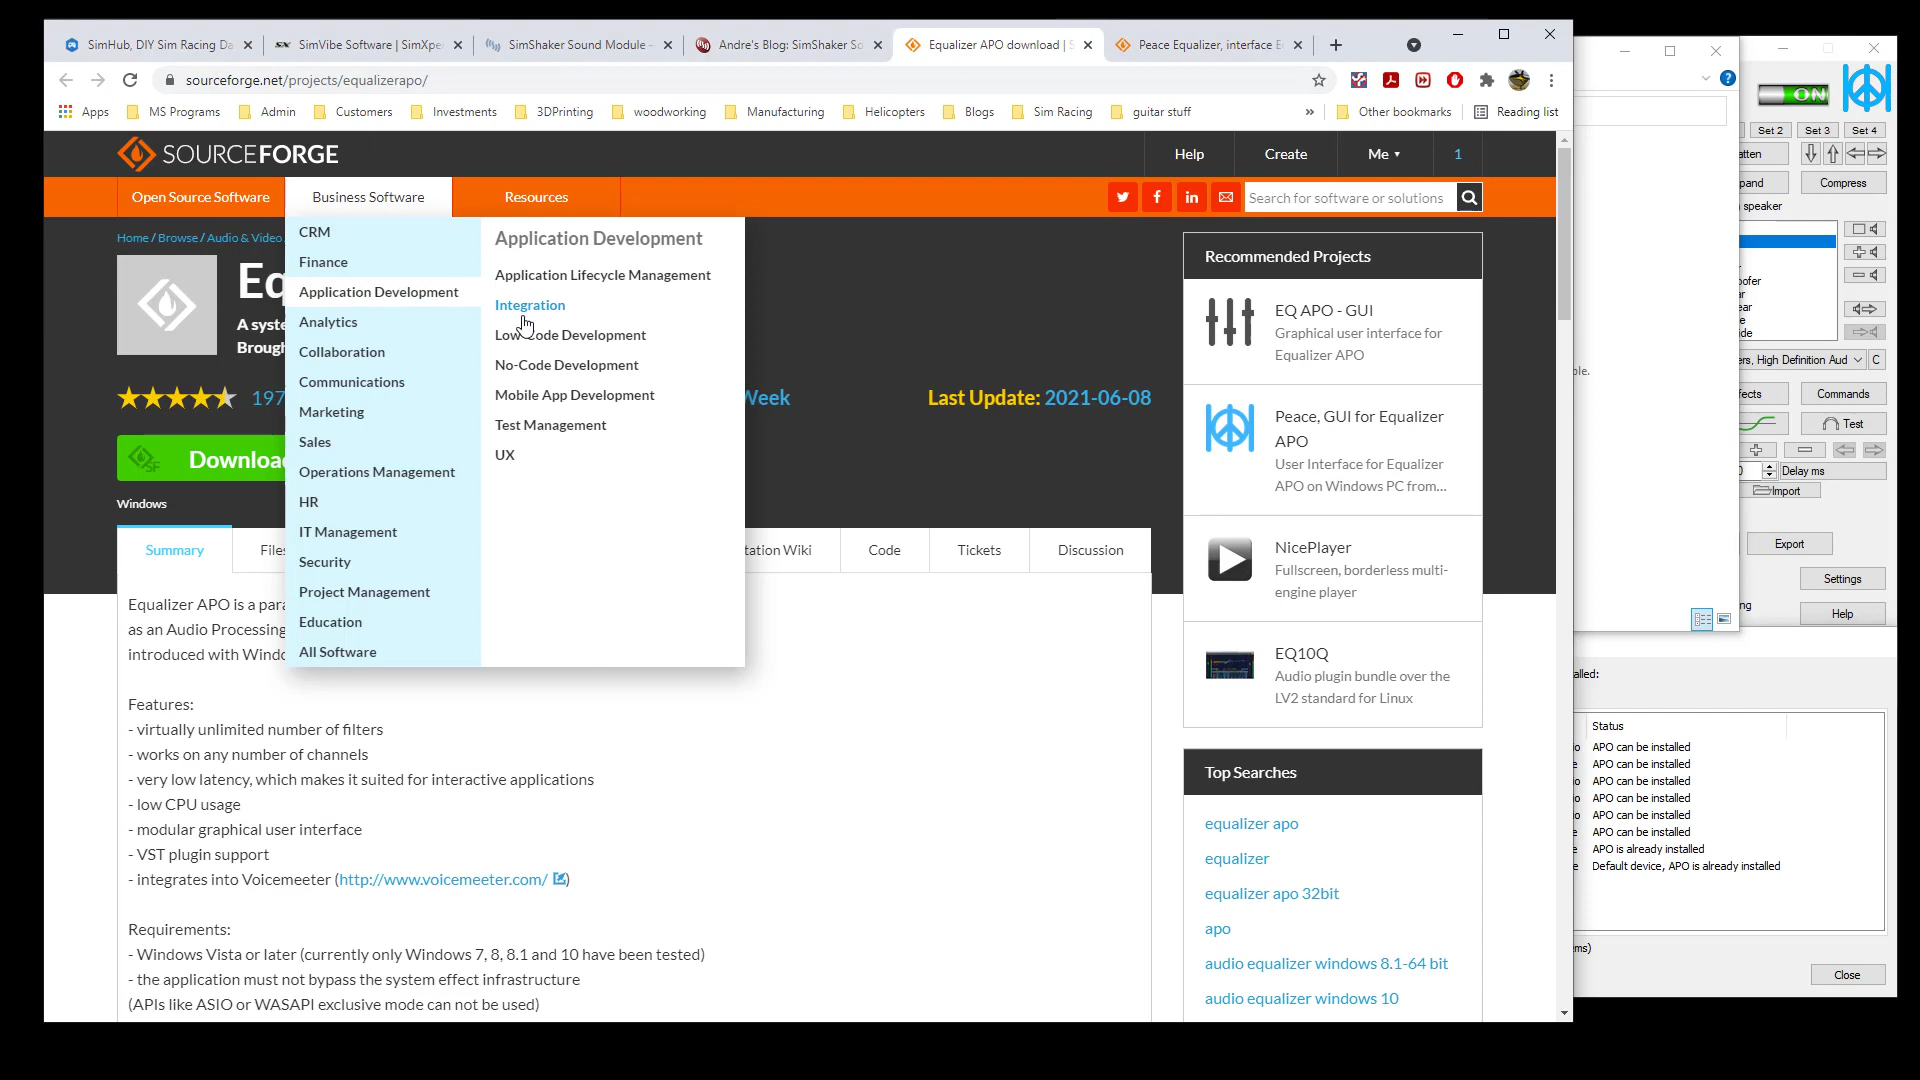 SimHub, DIY Sim Racing Da
SimVibe Software | SimXpe
SimShaker Sound Module –
Andre's Blog: SimShaker So
Equalizer APO download | S
Peace Equalizer, interface E
sourceforge.net/projects/equalizerapo/
Apps
MS Programs
Admin
Customers
Investments
3DPrinting
woodworking
Manufacturing
Helicopters
Blogs
Sim Racing
guitar stuff
»
Other bookmarks
Reading list
SOURCEFORGE
Help
Create
Me
1
Open Source Software
Business Software
Resources
Search for software or solutions
Home / Browse / Audio & Video
CRM
Finance
Application Development
Analytics
Collaboration
Communications
Marketing
Sales
Operations Management
HR
IT Management
Security
Project Management
Education
All Software
Application Development
Application Lifecycle Management
Integration
Low-Code Development
No-Code Development
Mobile App Development
Test Management
UX
Eq
A syste
Brough
197
Week
Last Update: 2021-06-08
SF
Downloa
Windows
Summary
Files
tation Wiki
Code
Tickets
Discussion
Equalizer APO is a para
as an Audio Processing
introduced with Windo
Features:
- virtually unlimited number of filters
- works on any number of channels
- very low latency, which makes it suited for interactive applications
- low CPU usage
- modular graphical user interface
- VST plugin support
- integrates into Voicemeeter (http://www.voicemeeter.com/ )
Requirements:
- Windows Vista or later (currently only Windows 7, 8, 8.1 and 10 have been tested)
- the application must not bypass the system effect infrastructure
(APIs like ASIO or WASAPI exclusive mode can not be used)
Recommended Projects
EQ APO - GUI
Graphical user interface for
Equalizer APO
Peace, GUI for Equalizer
APO
User Interface for Equalizer
APO on Windows PC from...
NicePlayer
Fullscreen, borderless multi-
engine player
EQ10Q
Audio plugin bundle over the
LV2 standard for Linux
Top Searches
equalizer apo
equalizer
equalizer apo 32bit
apo
audio equalizer windows 8.1-64 bit
audio equalizer windows 10
ON
Set 2
Set 3
Set 4
atten
pand
Compress
speaker
oofer
ar
ear
e
ide
ers, High Definition Aud
C
ble.
fects
Commands
Test
0
Delay ms
Import
Export
Settings
ng
Help
alled:
Status
APO can be installed
APO can be installed
APO can be installed
APO can be installed
APO can be installed
APO can be installed
APO is already installed
Default device, APO is already installed
ms)
Close